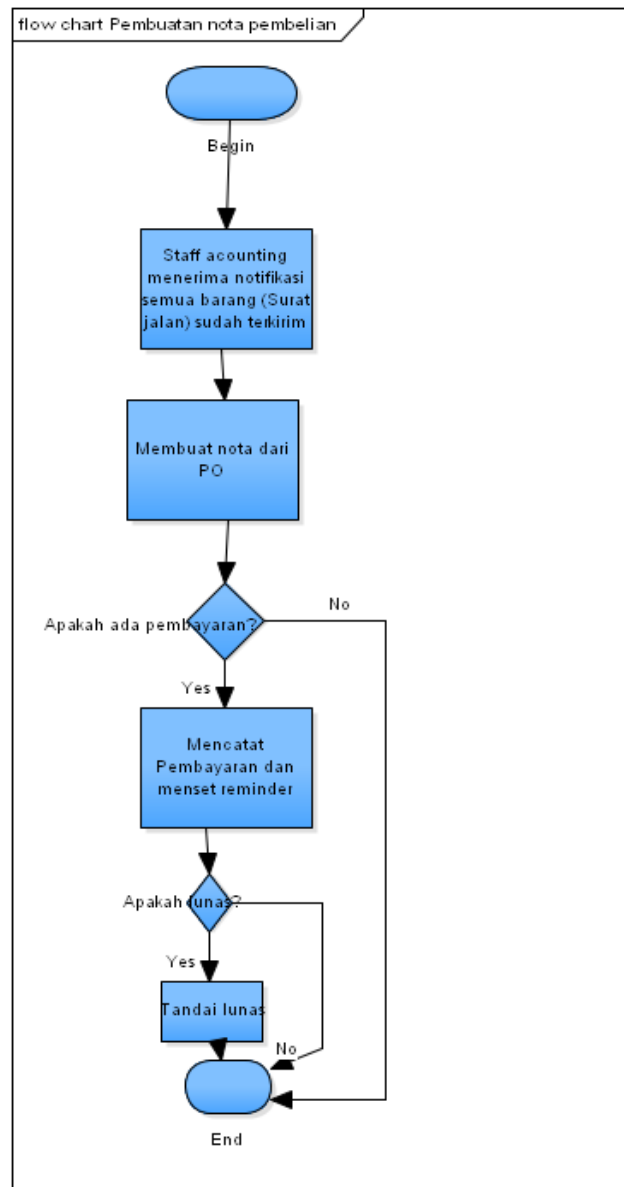 flow chart Pembuatan nota pembelian
Begin
Staff acounting
menerima notifikasi
semua barang (Surat
jalan) sudah terkirim
Membuat nota dari
PO
Apakah ada pembayaran?
No
Yes
Mencatat
Pembayaran dan
menset reminder
Apakah lunas?
Yes
Tandai lunas
No
End